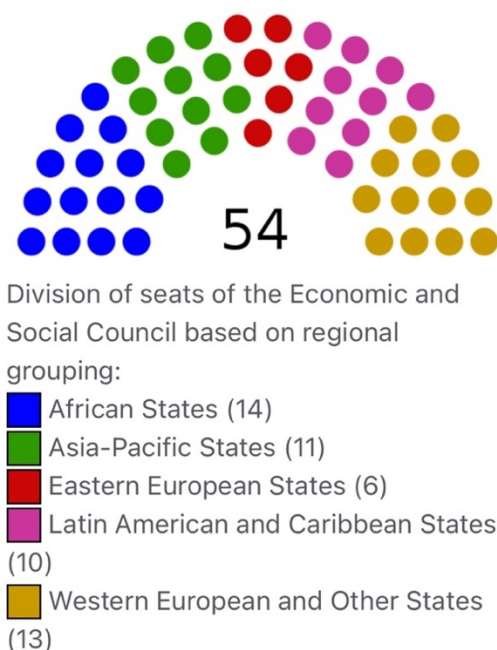 54
Division of seats of the Economic and
Social Council based on regional
grouping:
African States (14)
Asia-Pacific States (11)
Eastern European States (6)
Latin American and Caribbean States
(10)
Western European and Other States
(13)